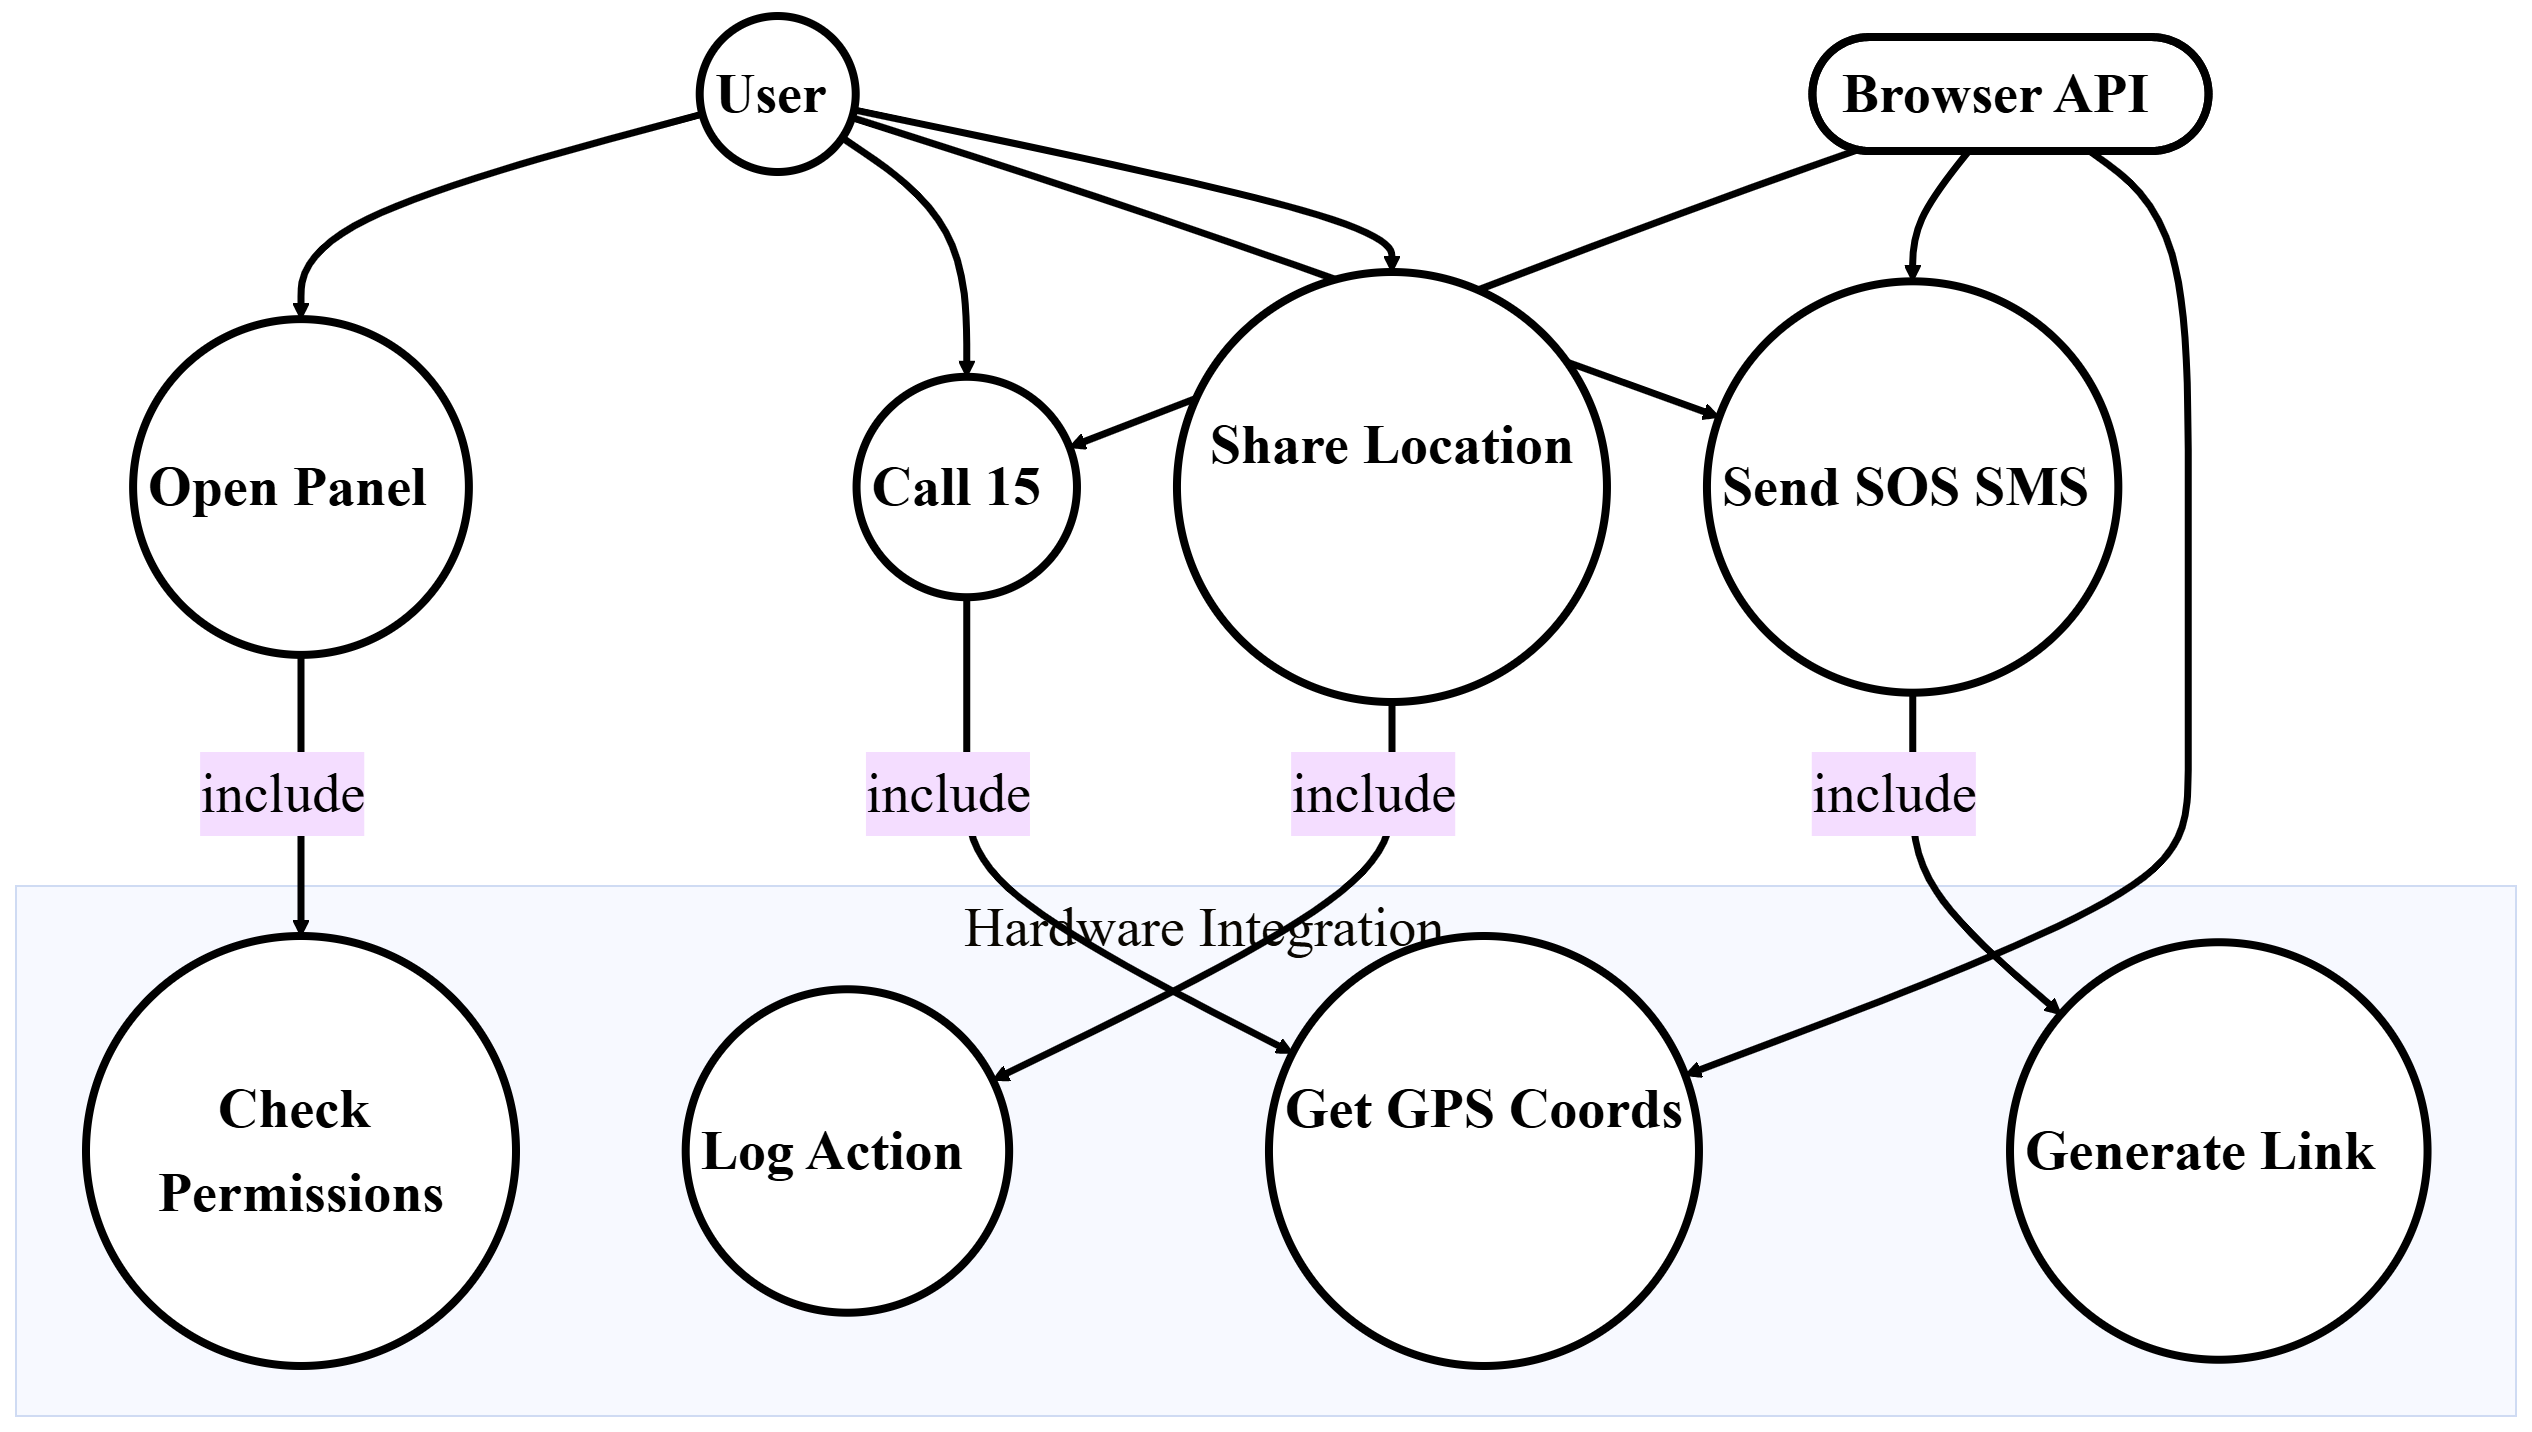 User
Browser API
Open Panel
Call 15
Share Location
Send SOS SMS
include
include
include
include
Hardware Integration
Check
Permissions
Log Action
Get GPS Coords
Generate Link